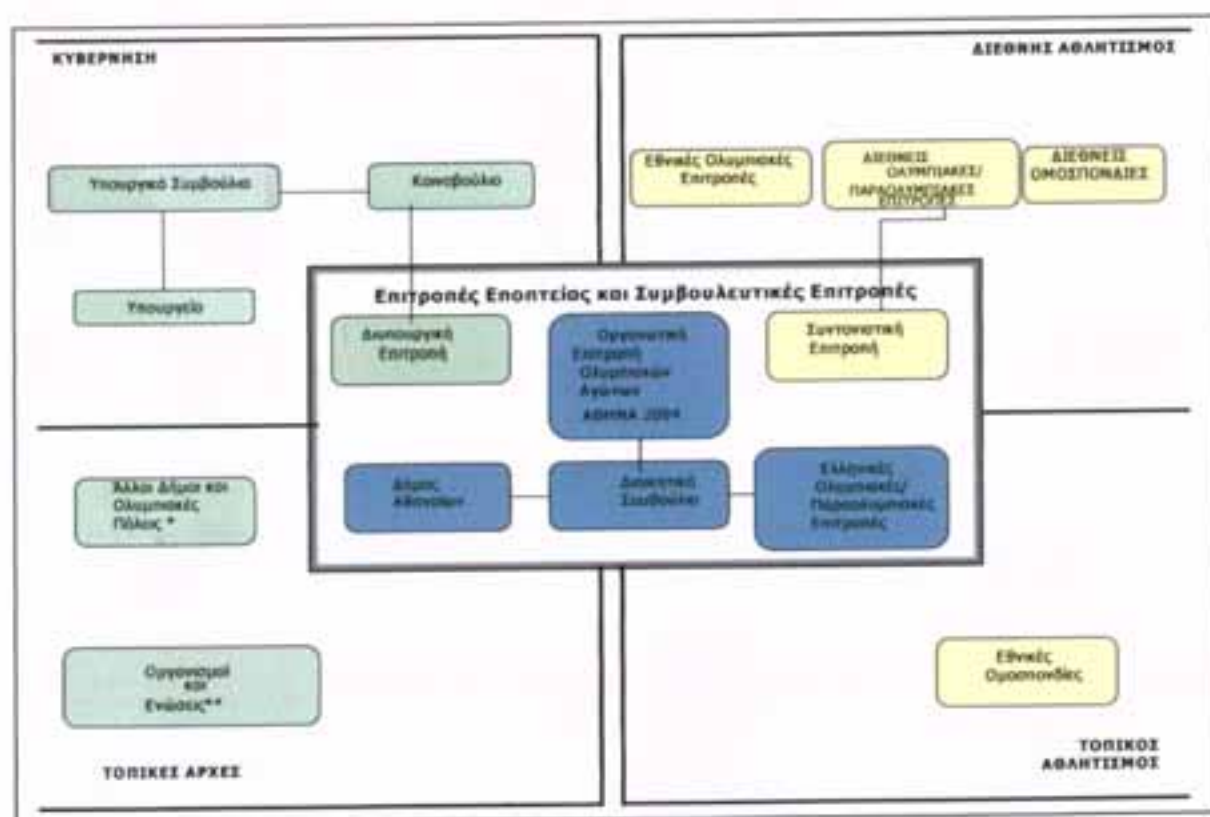 ΚΥΒΕΡΝΗΣΗ
Υπουργικό Συμβούλιο
Κοινοβούλιο
Υπουργείο
ΔΙΕΘΝΗΣ ΑΘΛΗΤΙΣΜΟΣ
Εθνικές Ολυμπιακές
Επιτροπές
ΔΙΕΘΝΕΙΣ
ΟΛΥΜΠΙΑΚΕΣ/
ΠΑΡΑΟΛΥΜΠΙΑΚΕΣ
ΕΠΙΤΡΟΠΕΣ
ΔΙΕΘΝΕΙΣ
ΟΜΟΣΠΟΝΔΙΕΣ
Επιτροπές Εποπτείας και Συμβουλευτικές Επιτροπές
Διυπουργική
Επιτροπή
Οργανωτική
Επιτροπή
Ολυμπιακών
Αγώνων
ΑΘΗΝΑ 2004
Συντονιστική
Επιτροπή
Δήμος
Αθηναίων
Διοικητικό
Συμβούλιο
Ελληνικές
Ολυμπιακές/
Παραολυμπιακές
Επιτροπές
Άλλοι Δήμοι και
Ολυμπιακές
Πόλεις *
Οργανισμοί
και
Ενώσεις**
ΤΟΠΙΚΕΣ ΑΡΧΕΣ
Εθνικές
Ομοσπονδίες
ΤΟΠΙΚΟΣ
ΑΘΛΗΤΙΣΜΟΣ